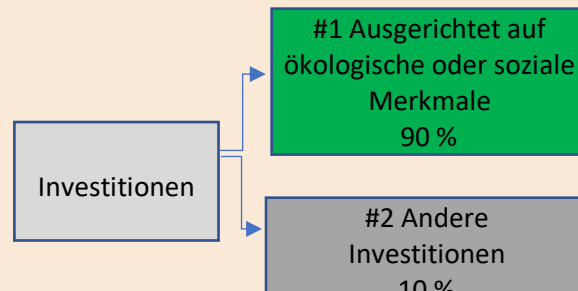 #1 Ausgerichtet auf
ökologische oder soziale
Merkmale
90 %
Investitionen
#2 Andere
Investitionen
10 %